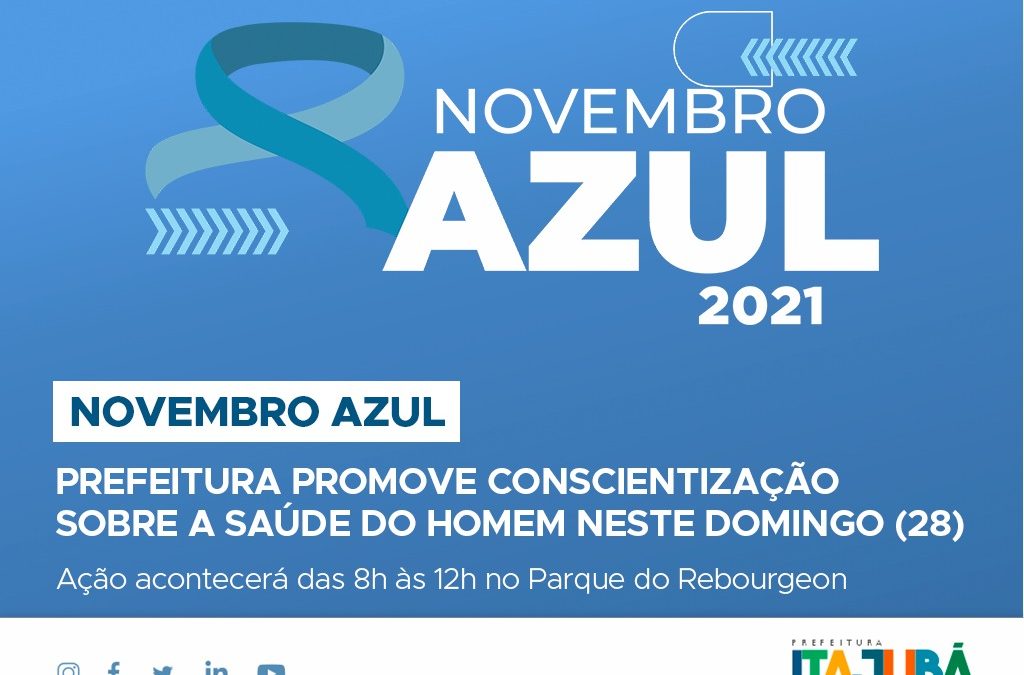 NOVEMBRO
AZUL
2021
NOVEMBRO AZUL
PREFEITURA PROMOVE CONSCIENTIZAÇÃO
SOBRE A SAÚDE DO HOMEM NESTE DOMINGO (28)
Ação acontecerá das 8h às 12h no Parque do Rebourgeon
PREFEITURA
ITAJUBÁ